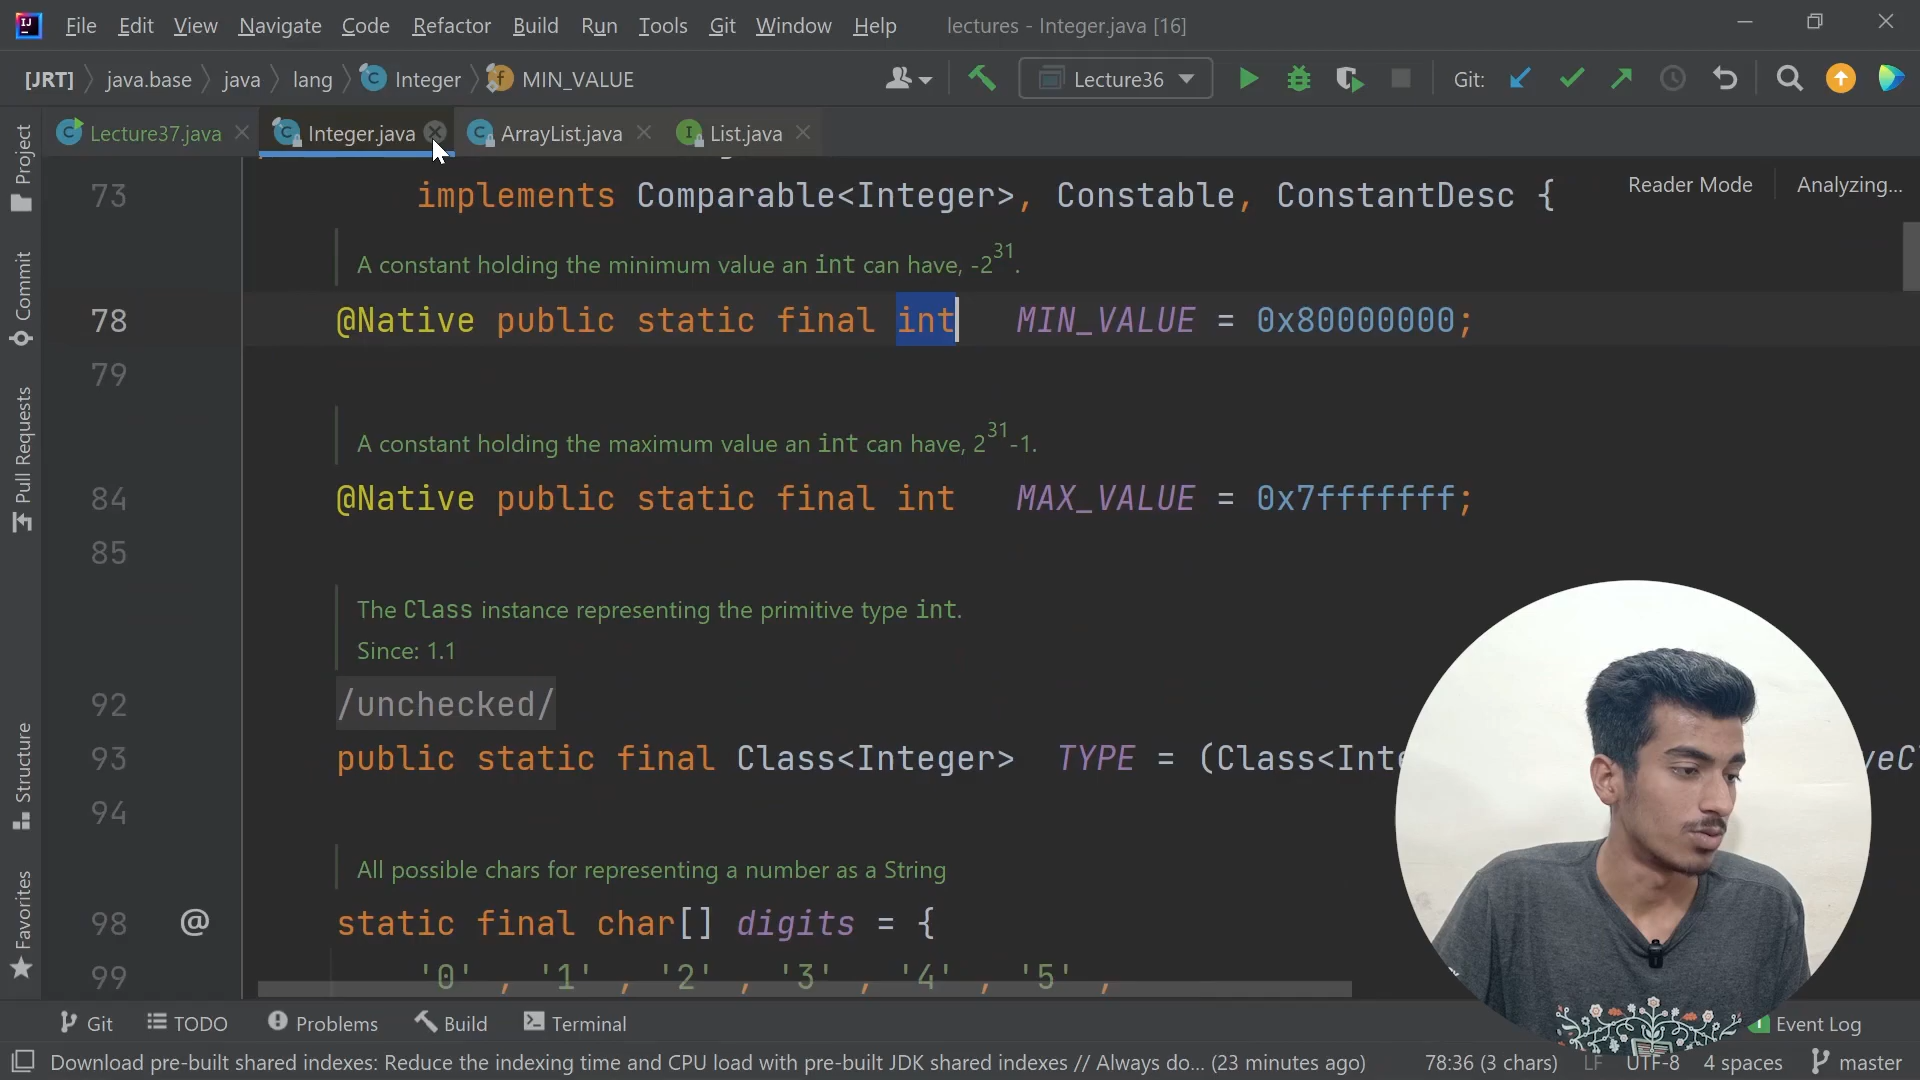 File Edit View Navigate Code Refactor Build Run Tools Git Window Help lectures - Integer.java [16]
[JRT] java.base java lang Integer MIN_VALUE Lecture36 Git:
Lecture37.java Integer.java ArrayList.java List.java
Project
Commit
Pull Requests
Structure
Favorites
Reader Mode Analyzing...
73 implements Comparable<Integer>, Constable, ConstantDesc {
A constant holding the minimum value an int can have, -2^31.
78 @Native public static final int MIN_VALUE = 0x80000000;
79
A constant holding the maximum value an int can have, 2^31-1.
84 @Native public static final int MAX_VALUE = 0x7fffffff;
85
The Class instance representing the primitive type int.
Since: 1.1
92 /unchecked/
93 public static final Class<Integer> TYPE = (Class<Int
94
All possible chars for representing a number as a String
98 @ static final char[] digits = {
99 '0' , '1' , '2' , '3' , '4' , '5' ,
Git TODO Problems Build Terminal Event Log
Download pre-built shared indexes: Reduce the indexing time and CPU load with pre-built JDK shared indexes // Always do... (23 minutes ago) 78:36 (3 chars) LF UTF-8 4 spaces master